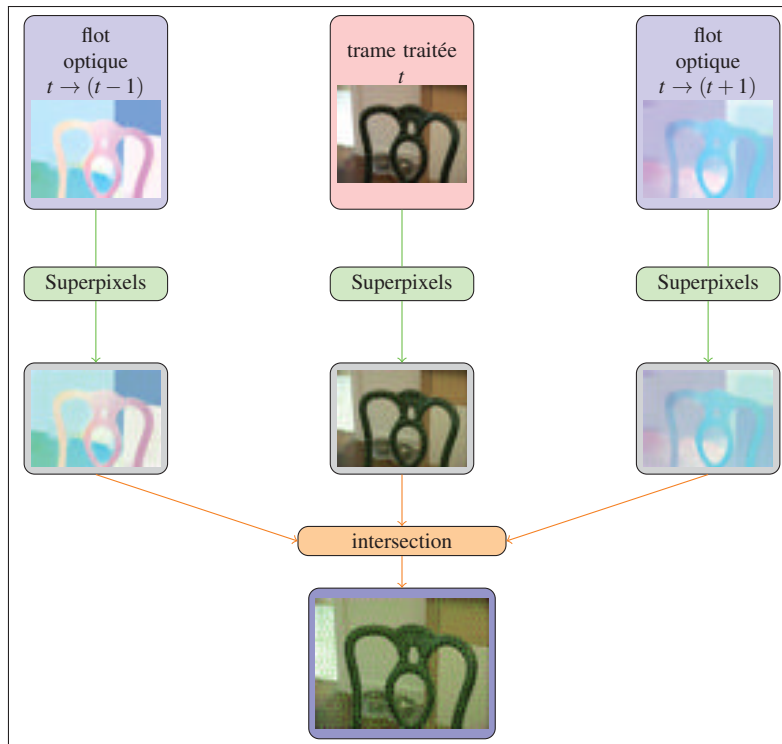 flot
optique
t → (t − 1)
trame traitée
t
flot
optique
t → (t + 1)
Superpixels
Superpixels
Superpixels
intersection